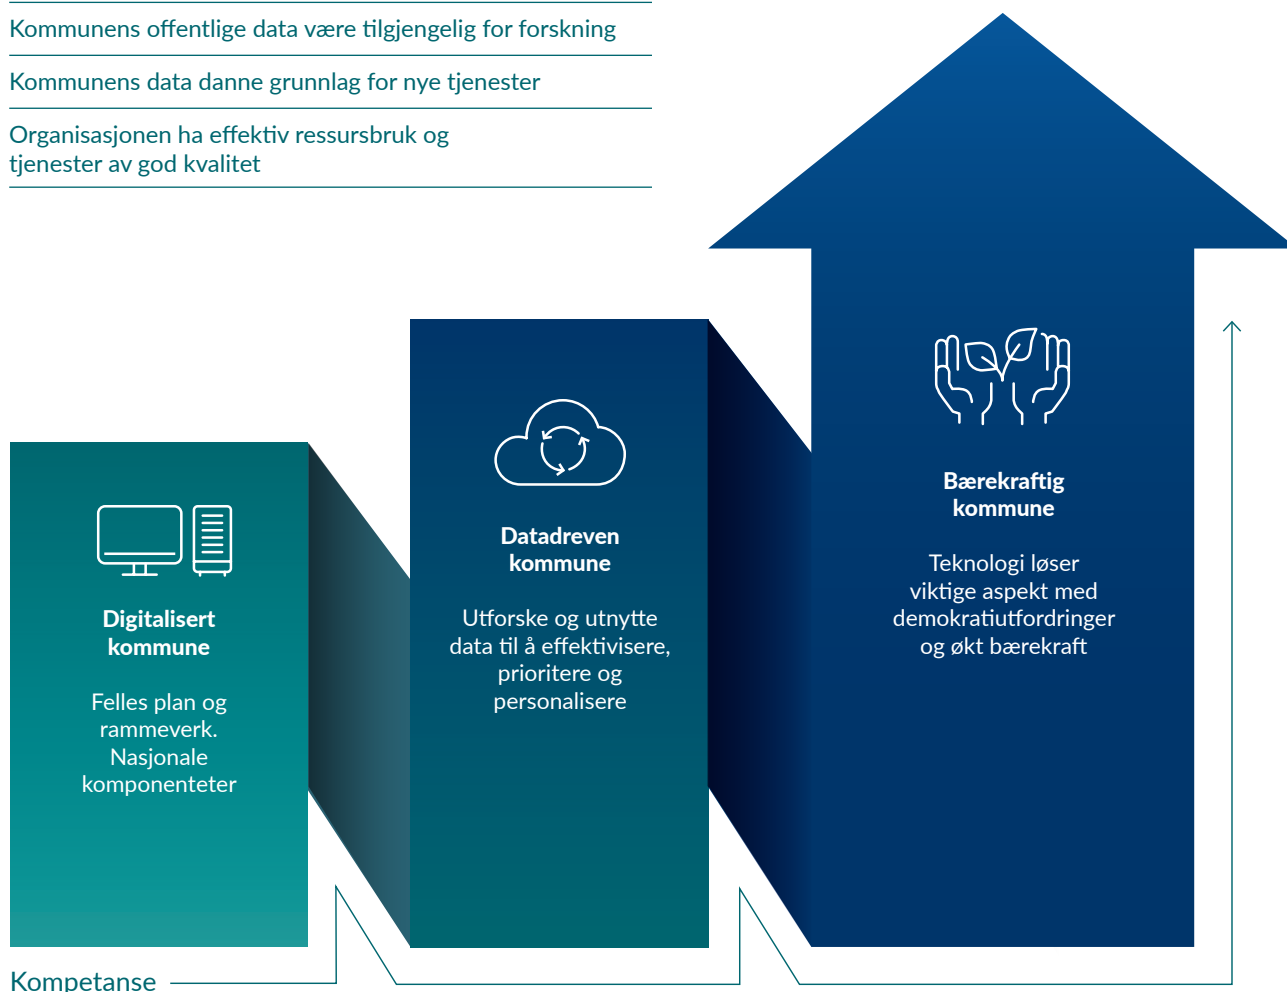 Kommunens offentlige data være tilgjengelig for forskning
Kommunens data danne grunnlag for nye tjenester
Organisasjonen ha effektiv ressursbruk og
tjenester av god kvalitet
Digitalisert
kommune
Felles plan og
rammeverk.
Nasjonale
komponenteter
Datadreven
kommune
Utforske og utnytte
data til å effektivisere,
prioritere og
personalisere
Bærekraftig
kommune
Teknologi løser
viktige aspekt med
demokratiutfordringer
og økt bærekraft
Kompetanse